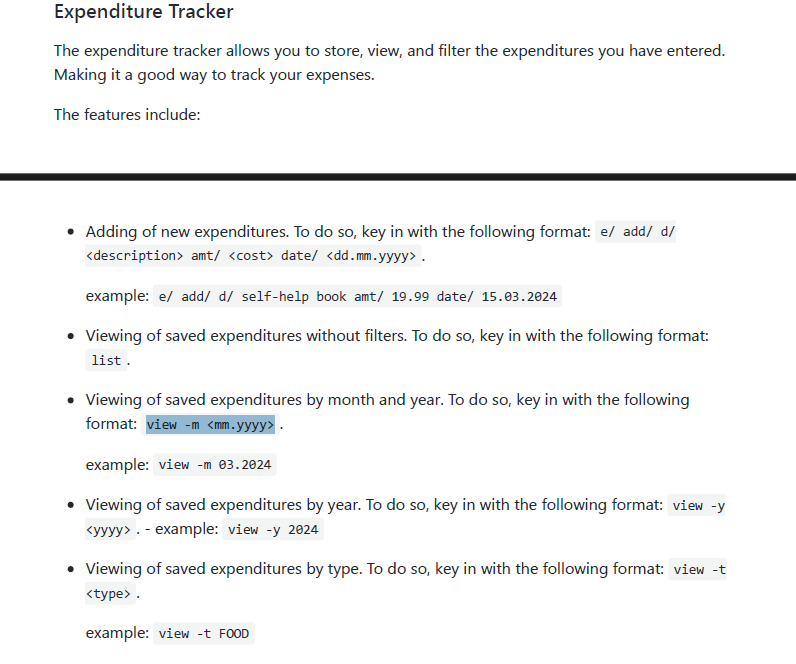 Expenditure Tracker
The expenditure tracker allows you to store, view, and filter the expenditures you have entered.
Making it a good way to track your expenses.
The features include:
• Adding of new expenditures. To do so, key in with the following format: e/ add/ d/
<description> amt/ <cost> date/ <dd.mm.yyyy> .
example: e/ add/ d/ self-help book amt/ 19.99 date/ 15.03.2024
• Viewing of saved expenditures without filters. To do so, key in with the following format:
list .
• Viewing of saved expenditures by month and year. To do so, key in with the following
format: view -m <mm.yyyy> .
example: view -m 03.2024
• Viewing of saved expenditures by year. To do so, key in with the following format: view -y
<yyyy> . - example: view -y 2024
• Viewing of saved expenditures by type. To do so, key in with the following format: view -t
<type> .
example: view -t FOOD